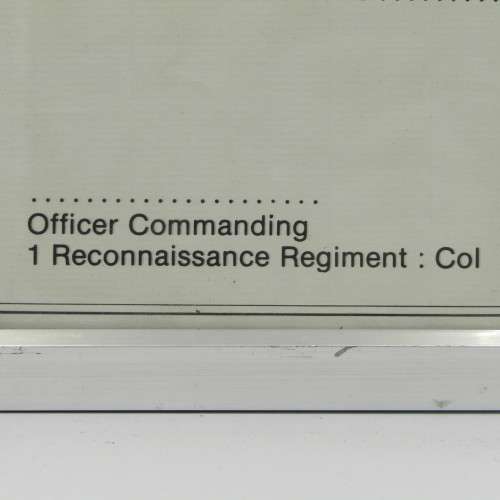 .....................
Officer Commanding
1 Reconnaissance Regiment : Col